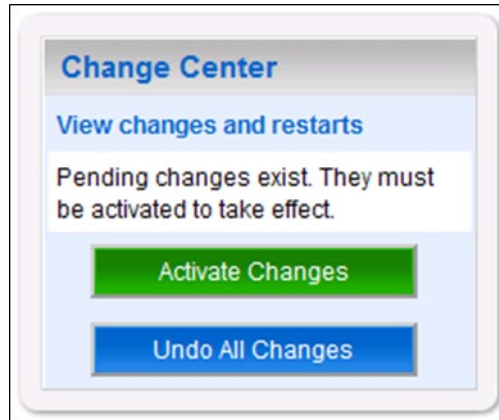 Change Center
View changes and restarts
Pending changes exist. They must
be activated to take effect.
Activate Changes
Undo All Changes